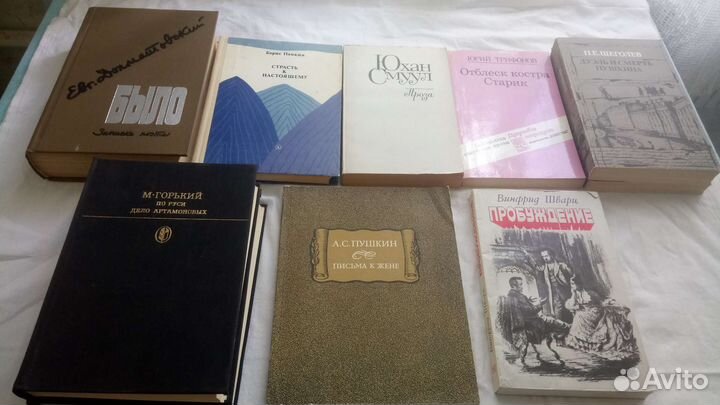 Евг. Долматовский
БЫЛО
Записки поэта
Борис Панкин
СТРАСТЬ К
НАСТОЯЩЕМУ
Юхан
Смуул
Проза
ЮРИЙ ТРИФОНОВ
Отблеск костра
Старик
П.Е. ЩЕГОЛЕВ
ДУЭЛЬ И СМЕРТЬ
ПУШКИНА
М·ГОРЬКИЙ
ПО РУСИ
ДЕЛО АРТАМОНОВЫХ
А.С. ПУШКИН
ПИСЬМА К ЖЕНЕ
Винфрид Шварц
ПРОБУЖДЕНИЕ
Avito